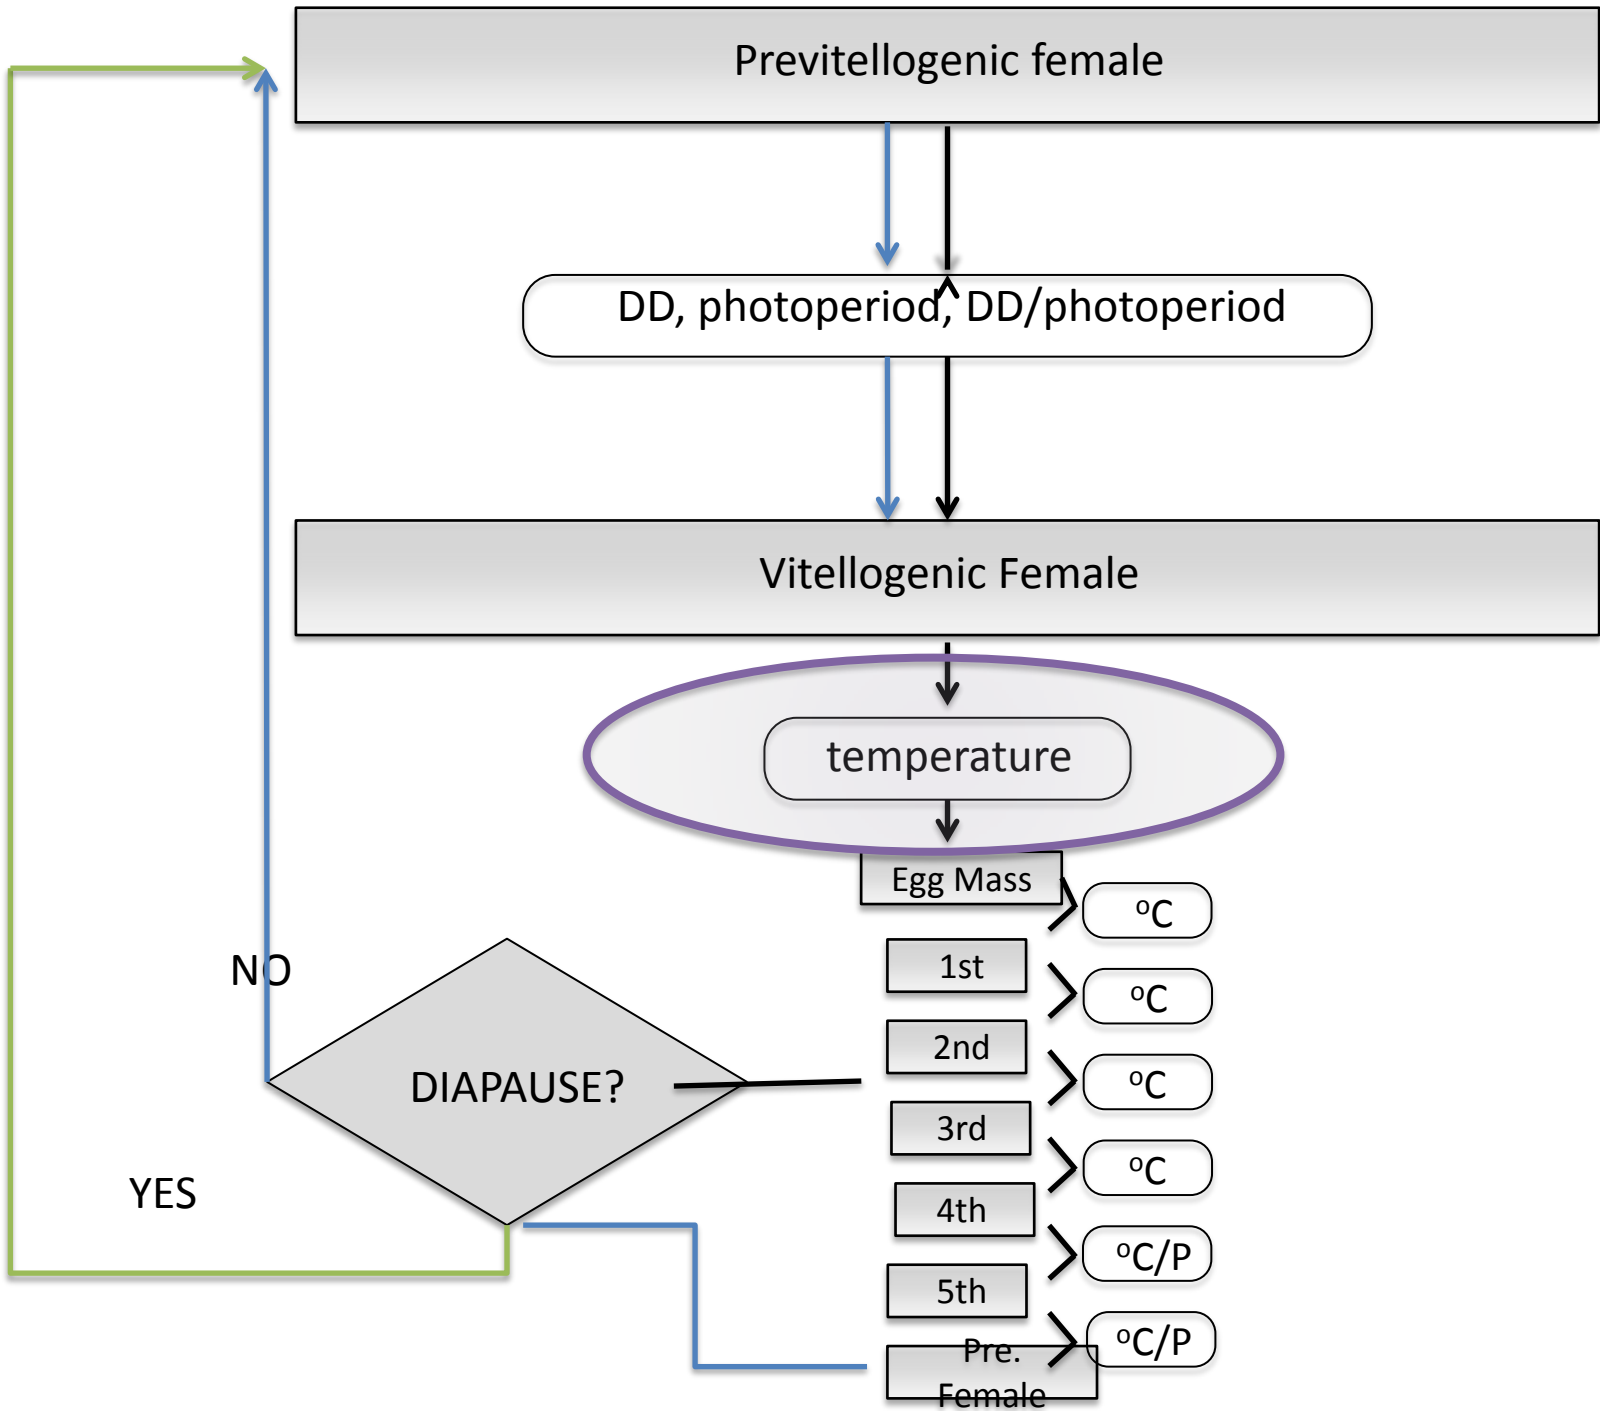 Previtellogenic female
DD, photoperiod, DD/photoperiod
Vitellogenic Female
temperature
Egg Mass
ºC
1st
ºC
2nd
ºC
3rd
ºC
4th
ºC/P
5th
ºC/P
Pre.
Female
NO
DIAPAUSE?
YES